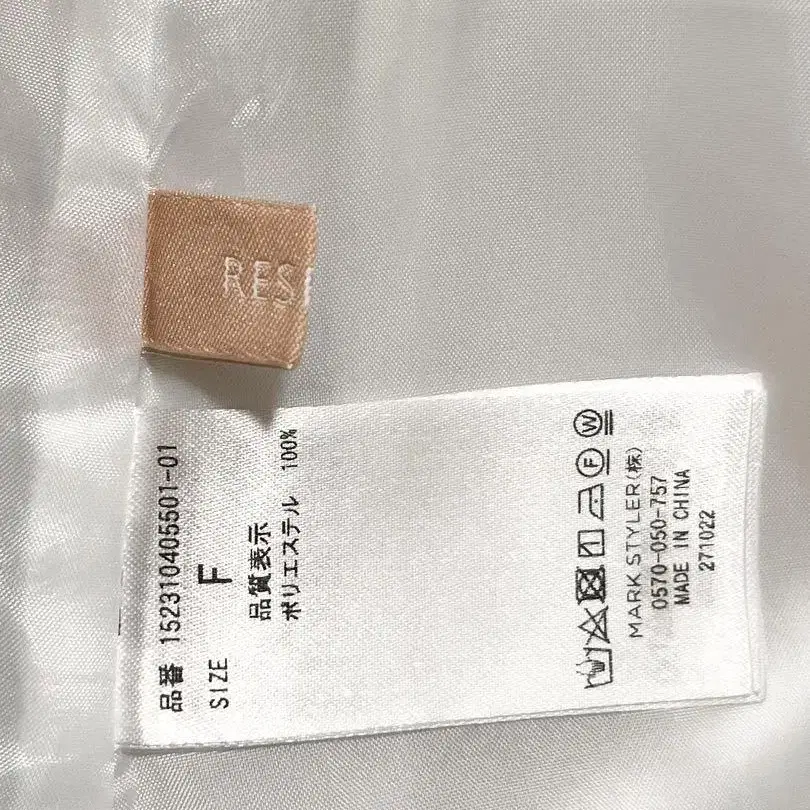 RES
品番 152310405501-01
SIZE F
品質表示
ポリエステル 100%
MARK STYLER(株)
0570-050-757
MADE IN CHINA
271022